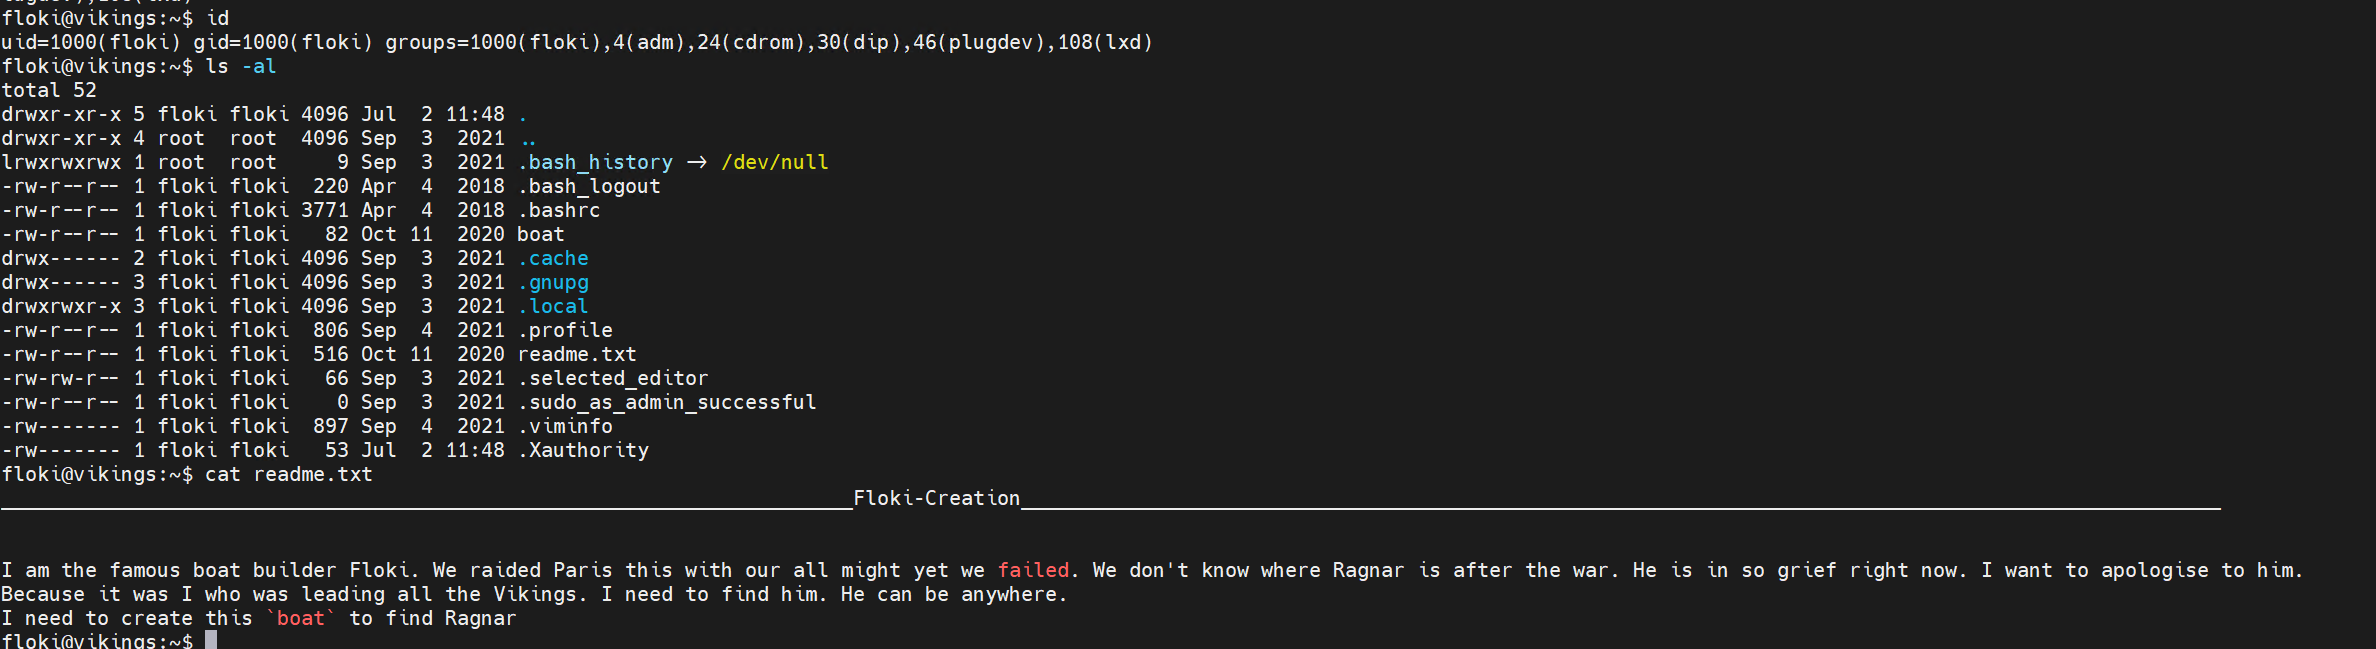 floki@vikings:~$ id
uid=1000(floki) gid=1000(floki) groups=1000(floki),4(adm),24(cdrom),30(dip),46(plugdev),108(lxd)
floki@vikings:~$ ls -al
total 52
drwxr-xr-x 5 floki floki 4096 Jul  2 11:48 .
drwxr-xr-x 4 root  root  4096 Sep  3  2021 ..
lrwxrwxrwx 1 root  root     9 Sep  3  2021 .bash_history → /dev/null
-rw-r--r-- 1 floki floki  220 Apr  4  2018 .bash_logout
-rw-r--r-- 1 floki floki 3771 Apr  4  2018 .bashrc
-rw-r--r-- 1 floki floki   82 Oct 11  2020 boat
drwx------ 2 floki floki 4096 Sep  3  2021 .cache
drwx------ 3 floki floki 4096 Sep  3  2021 .gnupg
drwxrwxr-x 3 floki floki 4096 Sep  3  2021 .local
-rw-r--r-- 1 floki floki  806 Sep  4  2021 .profile
-rw-r--r-- 1 floki floki  516 Oct 11  2020 readme.txt
-rw-rw-r-- 1 floki floki   66 Sep  3  2021 .selected_editor
-rw-r--r-- 1 floki floki    0 Sep  3  2021 .sudo_as_admin_successful
-rw------- 1 floki floki  897 Sep  4  2021 .viminfo
-rw------- 1 floki floki   53 Jul  2 11:48 .Xauthority
floki@vikings:~$ cat readme.txt
_______________________________________________________________________Floki-Creation____________________________________________________________________________________________________
I am the famous boat builder Floki. We raided Paris this with our all might yet we failed. We don't know where Ragnar is after the war. He is in so grief right now. I want to apologise to him.
Because it was I who was leading all the Vikings. I need to find him. He can be anywhere.
I need to create this `boat` to find Ragnar
floki@vikings:~$